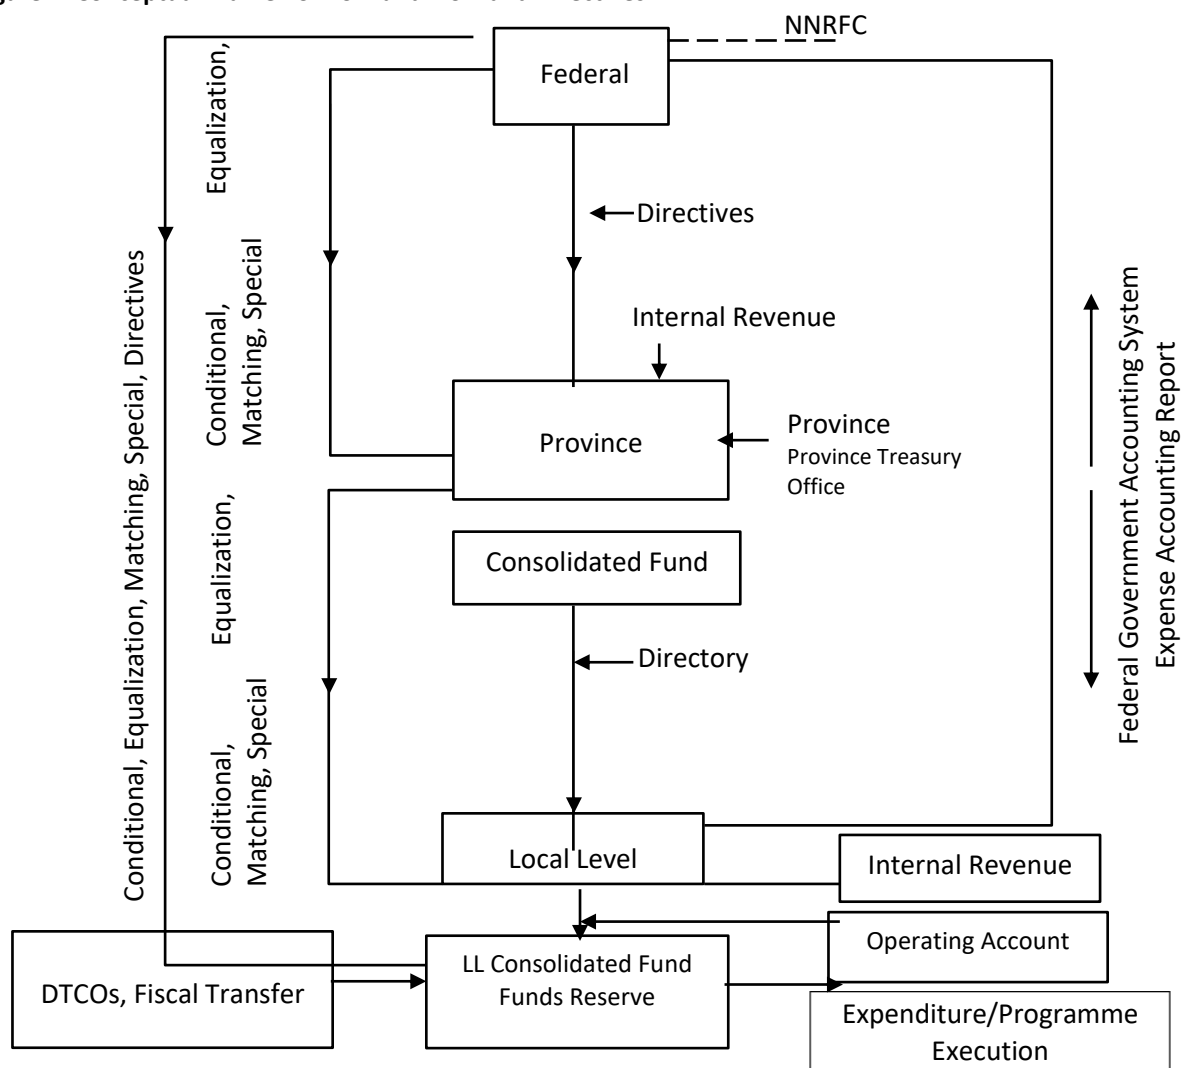 NNRFC
Federal
Equalization,
Directives
Conditional,
Matching, Special
Internal Revenue
Province
Province
Province Treasury
Office
Conditional, Equalization, Matching, Special, Directives
Federal Government Accounting System
Expense Accounting Report
Equalization,
Consolidated Fund
Directory
Conditional,
Matching, Special
Local Level
Internal Revenue
Operating Account
DTCOs, Fiscal Transfer
LL Consolidated Fund
Funds Reserve
Expenditure/Programme
Execution